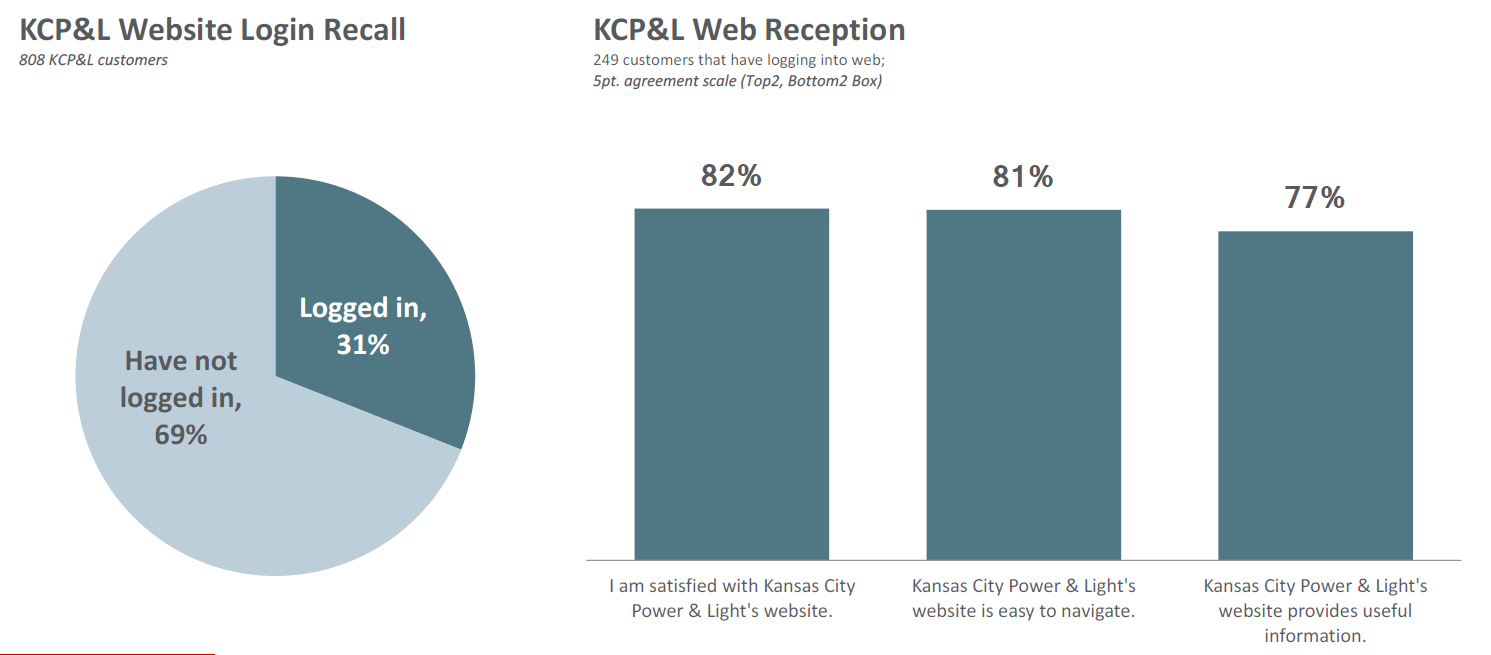 KCP&L Website Login Recall
808 KCP&L customers
Logged in,
31%
Have not
logged in,
69%
KCP&L Web Reception
249 customers that have logging into web;
5pt. agreement scale (Top2, Bottom2 Box)
82%
81%
77%
I am satisfied with Kansas City
Power & Light's website.
Kansas City Power & Light's
website is easy to navigate.
Kansas City Power & Light's
website provides useful
information.